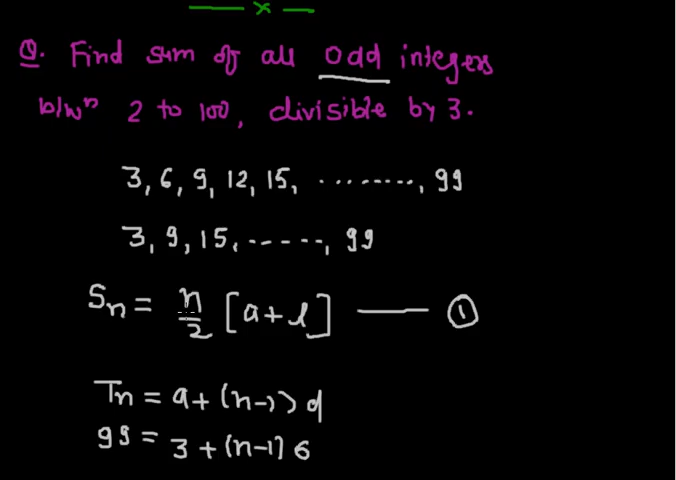 Q. Find sum of all odd integers
b/wⁿ 2 to 100, divisible by 3.
3, 6, 9, 12, 15, ........., 99
3, 9, 15, ------, 99
Sn = n/2 [a+l] —— ①
Tn = a + (n-1) d
99 = 3 + (n-1) 6